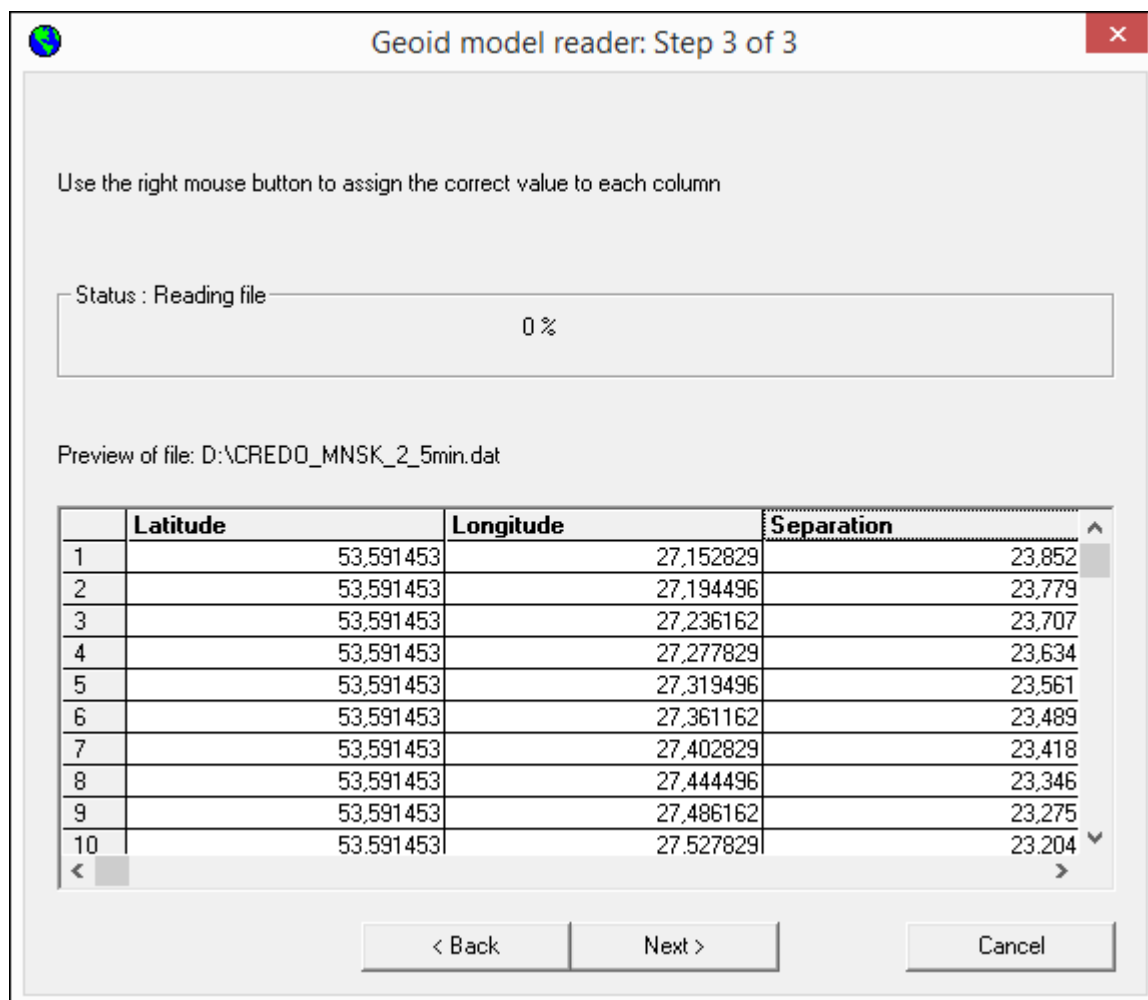 Geoid model reader: Step 3 of 3
Use the right mouse button to assign the correct value to each column
Status : Reading file
0 %
Preview of file: D:\CREDO_MNSK_2_5min.dat
Latitude Longitude Separation
1 53,591453 27,152829 23,852
2 53,591453 27,194496 23,779
3 53,591453 27,236162 23,707
4 53,591453 27,277829 23,634
5 53,591453 27,319496 23,561
6 53,591453 27,361162 23,489
7 53,591453 27,402829 23,418
8 53,591453 27,444496 23,346
9 53,591453 27,486162 23,275
10 53,591453 27,527829 23,204
< Back Next > Cancel